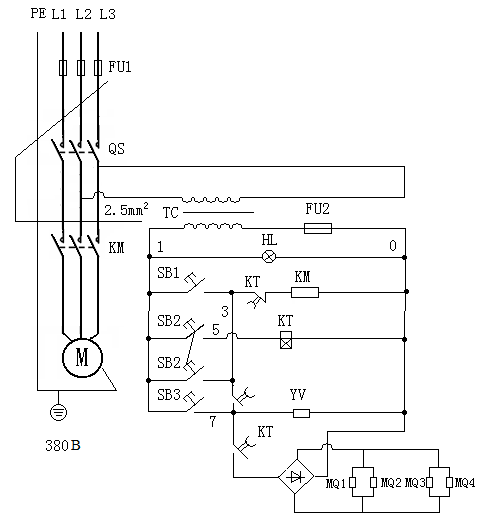 PE L1 L2 L3
FU1
QS
2.5mm²
TC
FU2
KM
1
HL
0
SB1
KT
KM
3
SB2
5
KT
M
SB2
SB3
YV
7
KT
380В
MQ1
MQ2
MQ3
MQ4